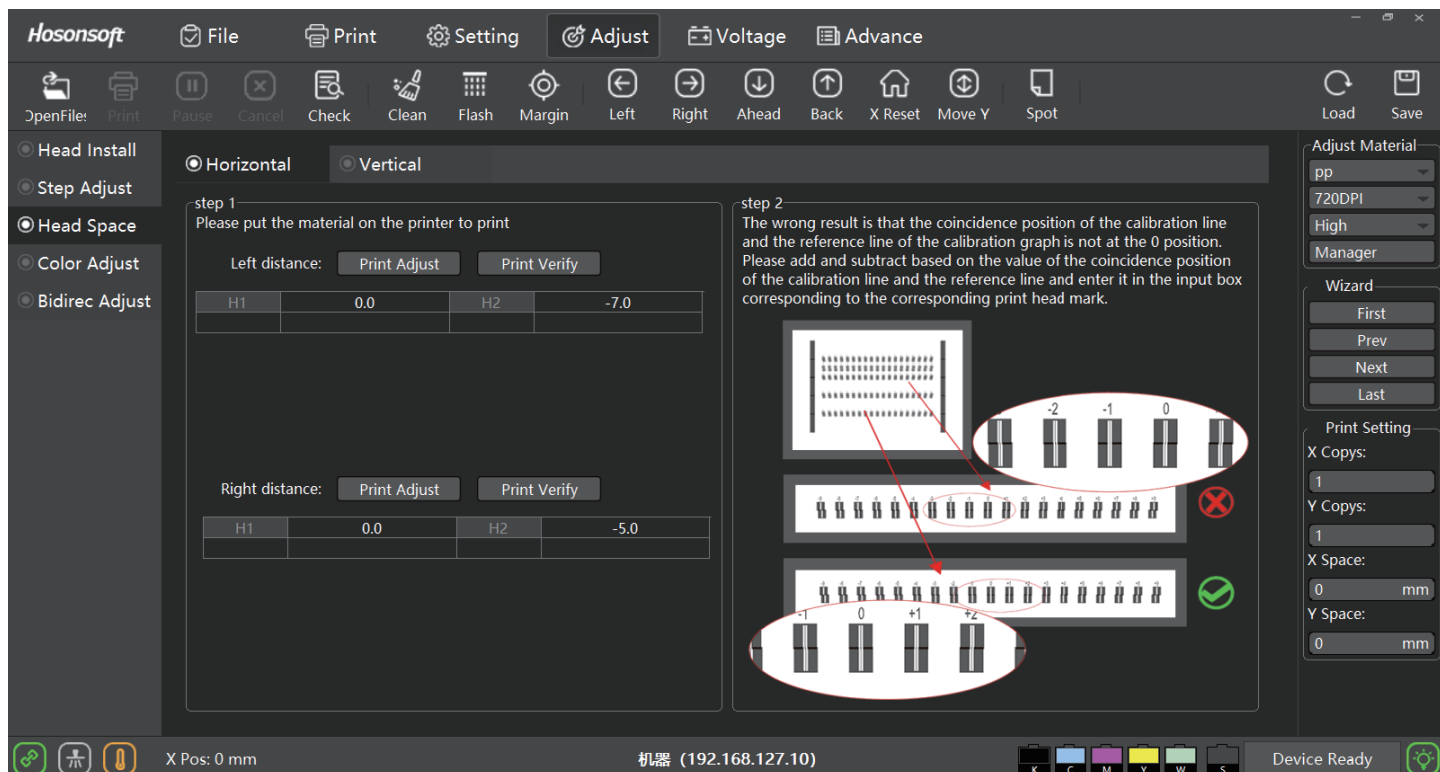 Hosonsoft File Print Setting Adjust Voltage Advance
OpenFiles Print Pause Cancel Check Clean Flash Margin Left Right Ahead Back X Reset Move Y Spot Load Save
Head Install
Step Adjust
Head Space
Color Adjust
Bidirec Adjust
Horizontal Vertical
step 1
Please put the material on the printer to print
Left distance: Print Adjust Print Verify
H1 0.0 H2 -7.0
Right distance: Print Adjust Print Verify
H1 0.0 H2 -5.0
step 2
The wrong result is that the coincidence position of the calibration line
and the reference line of the calibration graph is not at the 0 position.
Please add and subtract based on the value of the coincidence position
of the calibration line and the reference line and enter it in the input box
corresponding to the corresponding print head mark.
-2 -1 0
-1 0 +1 +2
Adjust Material
pp
720DPI
High
Manager
Wizard
First
Prev
Next
Last
Print Setting
X Copys:
1
Y Copys:
1
X Space:
0 mm
Y Space:
0 mm
X Pos: 0 mm
机器 (192.168.127.10)
K C M Y W S
Device Ready